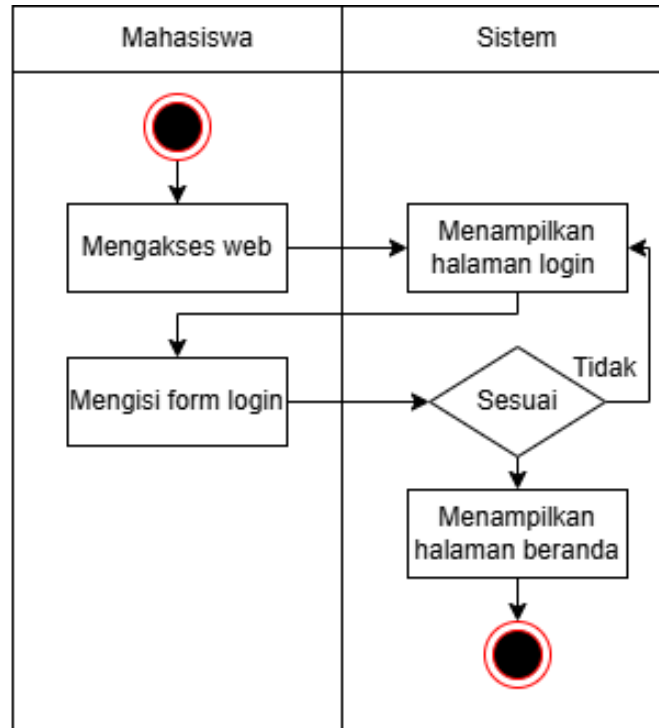 Mahasiswa
Sistem
Mengakses web
Menampilkan
halaman login
Mengisi form login
Sesuai
Tidak
Menampilkan
halaman beranda